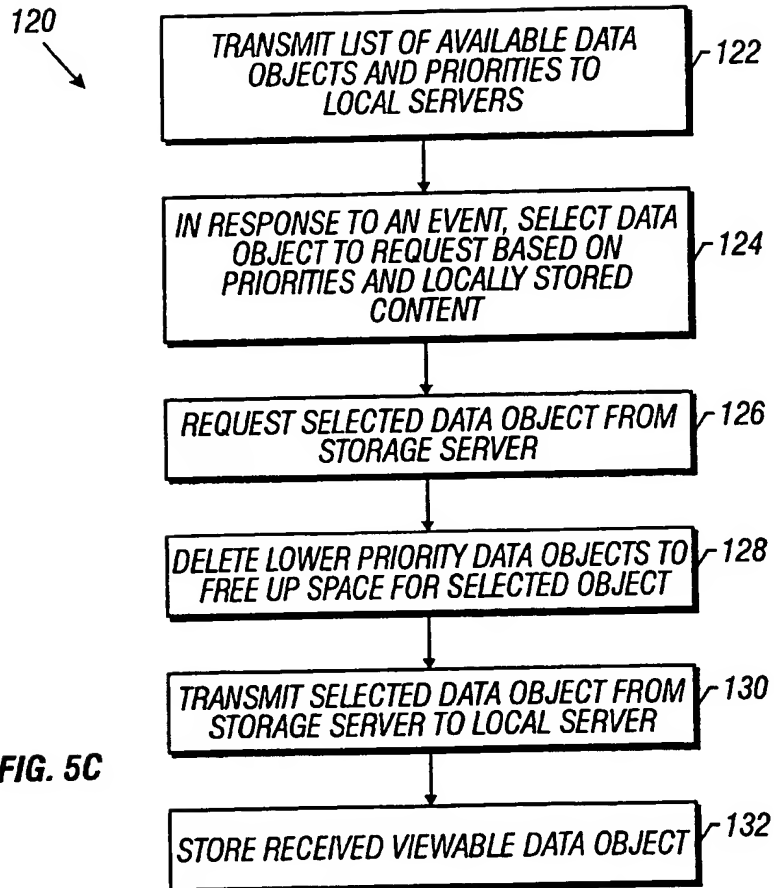 120
TRANSMIT LIST OF AVAILABLE DATA
OBJECTS AND PRIORITIES TO
LOCAL SERVERS
122
IN RESPONSE TO AN EVENT, SELECT DATA
OBJECT TO REQUEST BASED ON
PRIORITIES AND LOCALLY STORED
CONTENT
124
REQUEST SELECTED DATA OBJECT FROM
STORAGE SERVER
126
DELETE LOWER PRIORITY DATA OBJECTS TO
FREE UP SPACE FOR SELECTED OBJECT
128
TRANSMIT SELECTED DATA OBJECT FROM
STORAGE SERVER TO LOCAL SERVER
130
FIG. 5C
STORE RECEIVED VIEWABLE DATA OBJECT
132